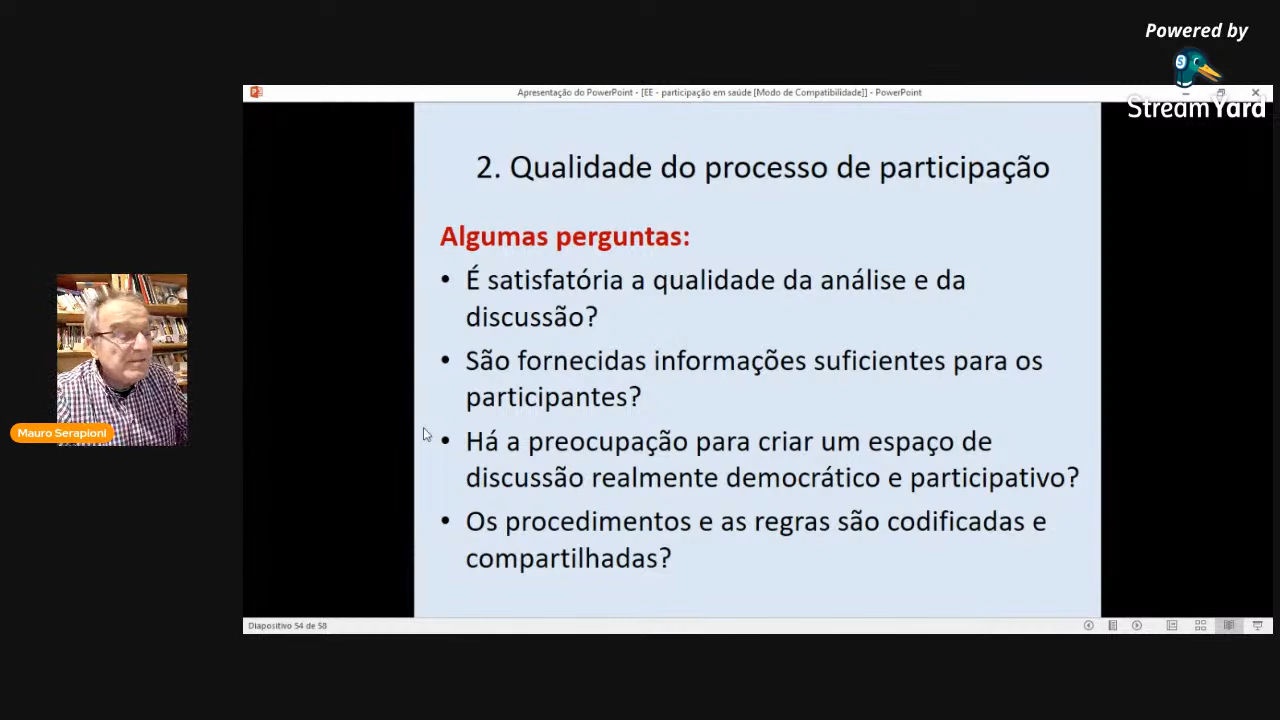 Powered by
StreamYard
Apresentação do PowerPoint - [EE - participação em saúde [Modo de Compatibilidade]] - PowerPoint
2. Qualidade do processo de participação
Algumas perguntas:
• É satisfatória a qualidade da análise e da
discussão?
• São fornecidas informações suficientes para os
participantes?
• Há a preocupação para criar um espaço de
discussão realmente democrático e participativo?
• Os procedimentos e as regras são codificadas e
compartilhadas?
Mauro Serapioni
Diapositivo 54 de 58